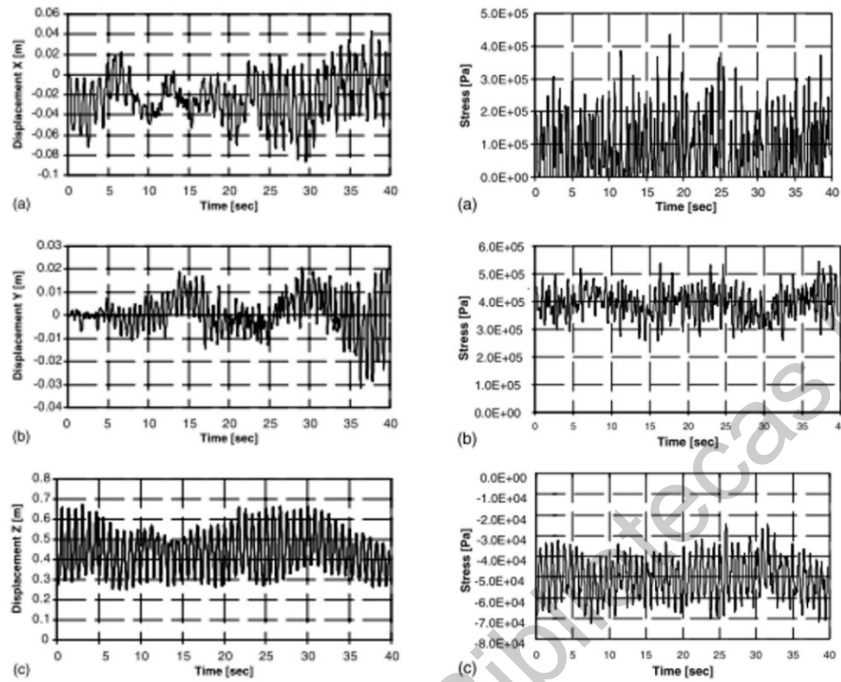 0.06
0.04
0.02
0
-0.02
-0.04
-0.06
-0.08
-0.1
Displacement X [m]
0 5 10 15 20 25 30 35 40
Time [sec]
(a)
5.0E+05
4.0E+05
3.0E+05
2.0E+05
1.0E+05
0.0E+00
Stress [Pa]
0 5 10 15 20 25 30 35 40
Time [sec]
(a)
0.03
0.02
0.01
0
-0.01
-0.02
-0.03
-0.04
Displacement Y [m]
0 5 10 15 20 25 30 35 40
Time [sec]
(b)
6.0E+05
5.0E+05
4.0E+05
3.0E+05
2.0E+05
1.0E+05
0.0E+00
Stress [Pa]
0 5 10 15 20 25 30 35 40
Time [sec]
(b)
0.8
0.7
0.6
0.5
0.4
0.3
0.2
0.1
0
Displacement Z [m]
0 5 10 15 20 25 30 35 40
Time [sec]
(c)
0.0E+00
-1.0E+04
-2.0E+04
-3.0E+04
-4.0E+04
-5.0E+04
-6.0E+04
-7.0E+04
-8.0E+04
Stress [Pa]
0 5 10 15 20 25 30 35 40
Time [sec]
(c)
Bibliotecas